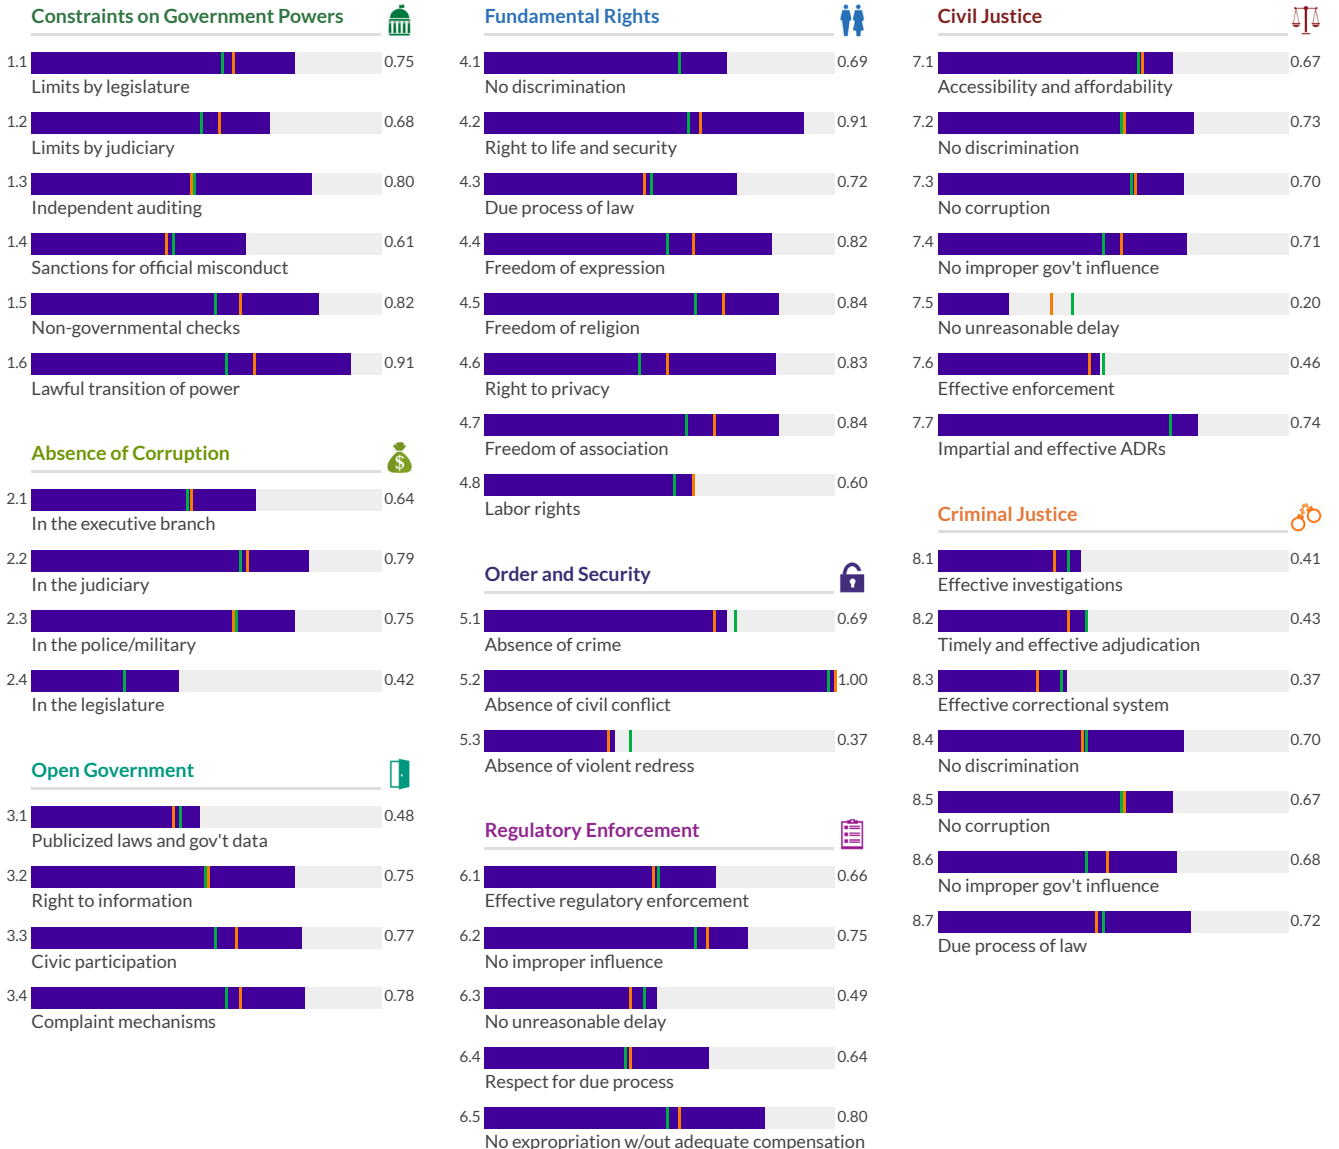 Constraints on Government Powers
1.1 0.75
Limits by legislature
1.2 0.68
Limits by judiciary
1.3 0.80
Independent auditing
1.4 0.61
Sanctions for official misconduct
1.5 0.82
Non-governmental checks
1.6 0.91
Lawful transition of power
Absence of Corruption
$
2.1 0.64
In the executive branch
2.2 0.79
In the judiciary
2.3 0.75
In the police/military
2.4 0.42
In the legislature
Open Government
3.1 0.48
Publicized laws and gov't data
3.2 0.75
Right to information
3.3 0.77
Civic participation
3.4 0.78
Complaint mechanisms
Fundamental Rights
4.1 0.69
No discrimination
4.2 0.91
Right to life and security
4.3 0.72
Due process of law
4.4 0.82
Freedom of expression
4.5 0.84
Freedom of religion
4.6 0.83
Right to privacy
4.7 0.84
Freedom of association
4.8 0.60
Labor rights
Order and Security
5.1 0.69
Absence of crime
5.2 1.00
Absence of civil conflict
5.3 0.37
Absence of violent redress
Regulatory Enforcement
6.1 0.66
Effective regulatory enforcement
6.2 0.75
No improper influence
6.3 0.49
No unreasonable delay
6.4 0.64
Respect for due process
6.5 0.80
No expropriation w/out adequate compensation
Civil Justice
7.1 0.67
Accessibility and affordability
7.2 0.73
No discrimination
7.3 0.70
No corruption
7.4 0.71
No improper gov't influence
7.5 0.20
No unreasonable delay
7.6 0.46
Effective enforcement
7.7 0.74
Impartial and effective ADRs
Criminal Justice
8.1 0.41
Effective investigations
8.2 0.43
Timely and effective adjudication
8.3 0.37
Effective correctional system
8.4 0.70
No discrimination
8.5 0.67
No corruption
8.6 0.68
No improper gov't influence
8.7 0.72
Due process of law